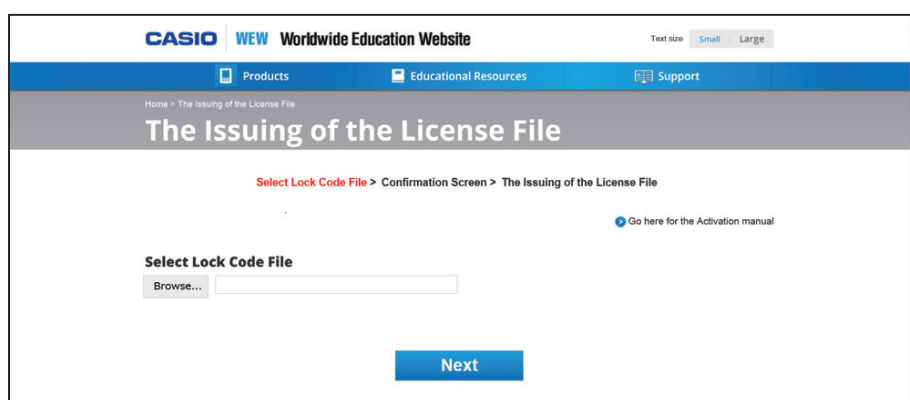 CASIO WEW Worldwide Education Website
Text size Small Large
Products Educational Resources Support
Home > The Issuing of the License File
The Issuing of the License File
Select Lock Code File > Confirmation Screen > The Issuing of the License File
Go here for the Activation manual
Select Lock Code File
Browse...
Next